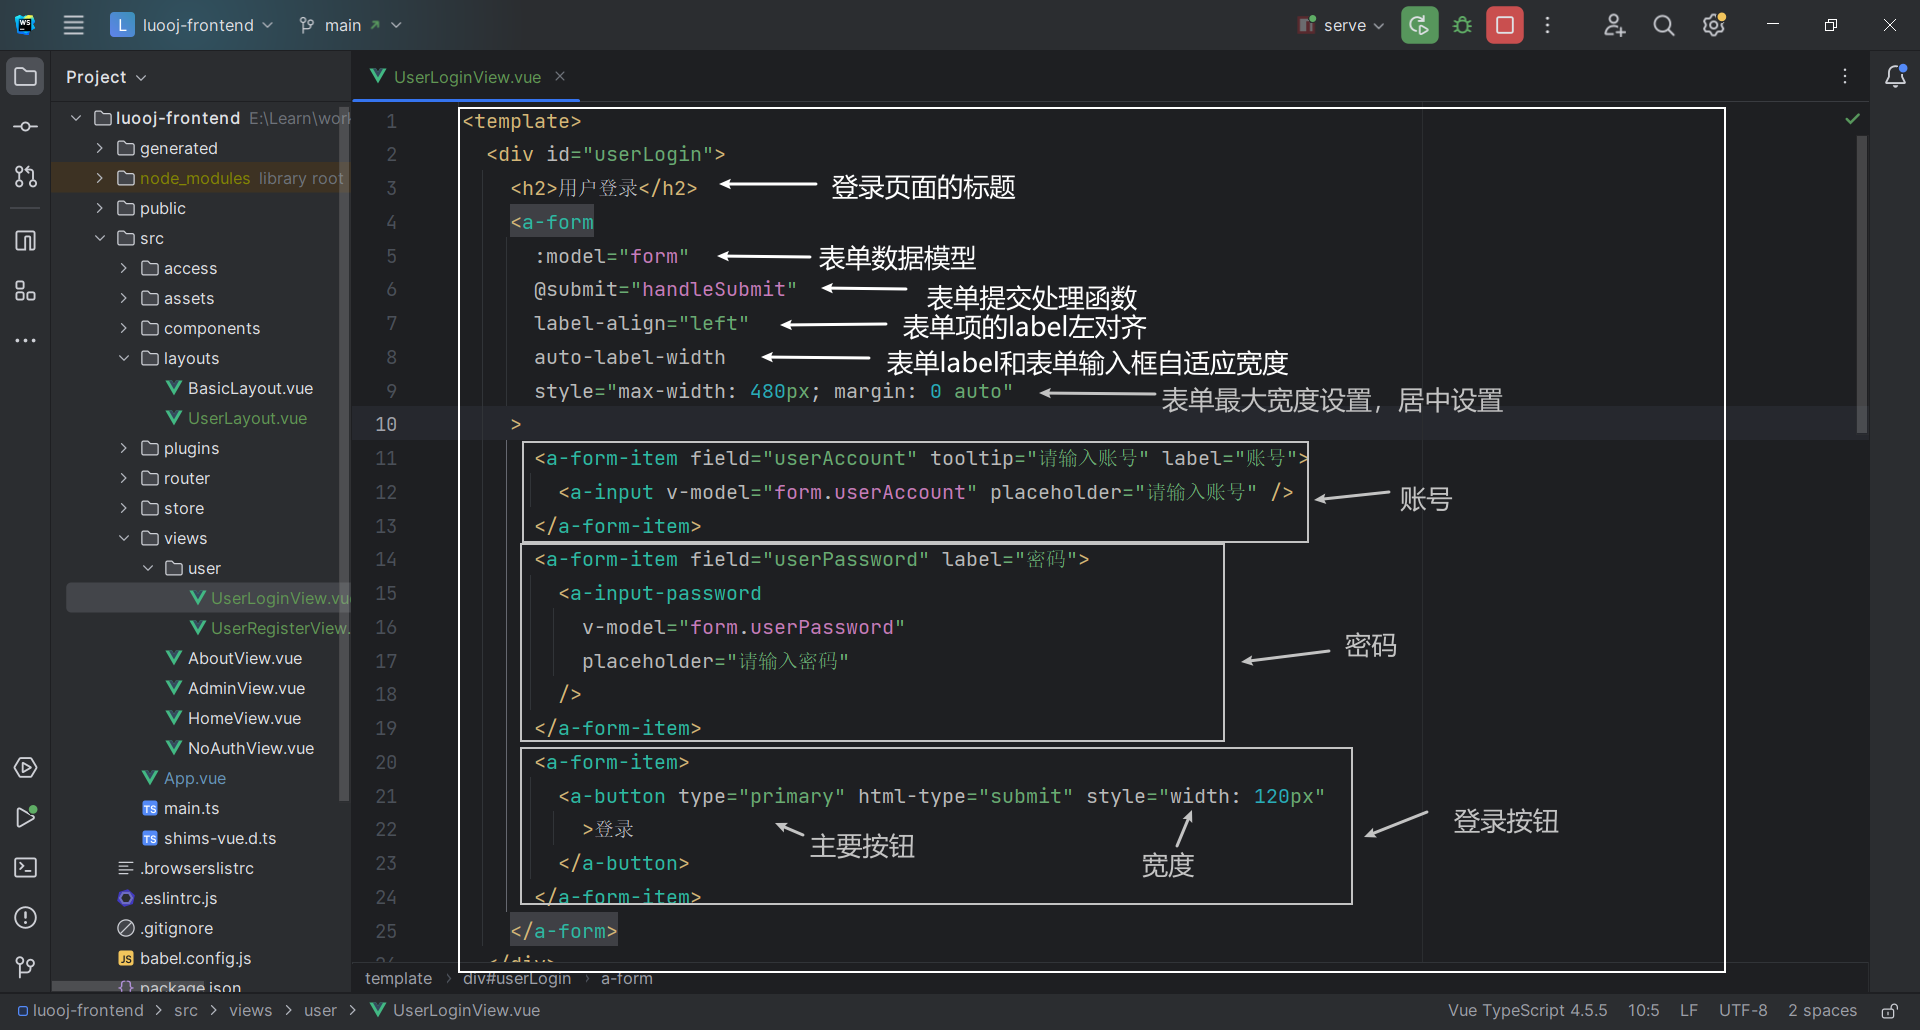 L luooj-frontend main serve
Project
UserLoginView.vue
luooj-frontend E:\Learn\work
generated
node_modules library root
public
src
access
assets
components
layouts
BasicLayout.vue
UserLayout.vue
plugins
router
store
views
user
UserLoginView.vue
UserRegisterView.
AboutView.vue
AdminView.vue
HomeView.vue
NoAuthView.vue
App.vue
TS main.ts
TS shims-vue.d.ts
.browserslistrc
.eslintrc.js
.gitignore
JS babel.config.js
{} package.json
1 <template>
2 <div id="userLogin">
3 <h2>用户登录</h2> 登录页面的标题
4 <a-form
5 :model="form" 表单数据模型
6 @submit="handleSubmit" 表单提交处理函数
7 label-align="left" 表单项的label左对齐
8 auto-label-width 表单label和表单输入框自适应宽度
9 style="max-width: 480px; margin: 0 auto" 表单最大宽度设置，居中设置
10 >
11 <a-form-item field="userAccount" tooltip="请输入账号" label="账号">
12 <a-input v-model="form.userAccount" placeholder="请输入账号" /> 账号
13 </a-form-item>
14 <a-form-item field="userPassword" label="密码">
15 <a-input-password
16 v-model="form.userPassword" 密码
17 placeholder="请输入密码"
18 />
19 </a-form-item>
20 <a-form-item>
21 <a-button type="primary" html-type="submit" style="width: 120px"
22 >登录 主要按钮 宽度 登录按钮
23 </a-button>
24 </a-form-item>
25 </a-form>
26 </div>
template div#userLogin a-form
luooj-frontend > src > views > user > UserLoginView.vue Vue TypeScript 4.5.5 10:5 LF UTF-8 2 spaces